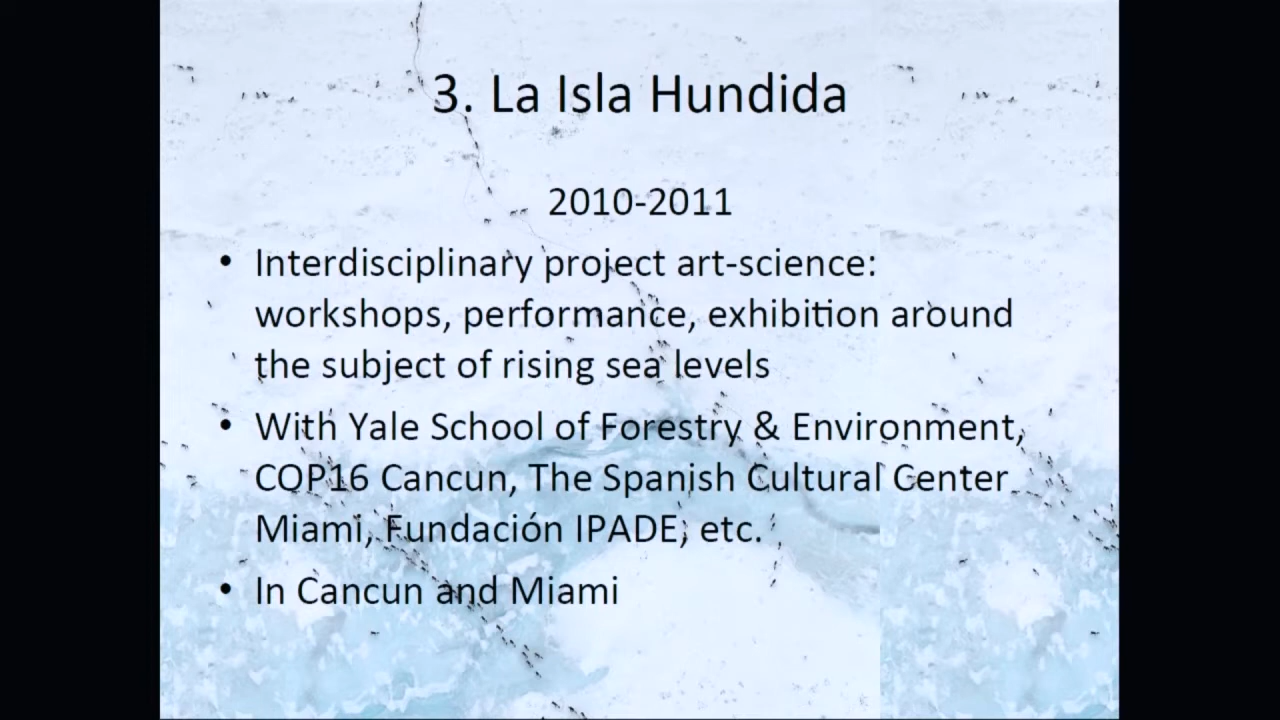 3. La Isla Hundida
2010-2011
• Interdisciplinary project art-science:
workshops, performance, exhibition around
the subject of rising sea levels
• With Yale School of Forestry & Environment,
COP16 Cancun, The Spanish Cultural Center
Miami, Fundación IPADE, etc.
• In Cancun and Miami